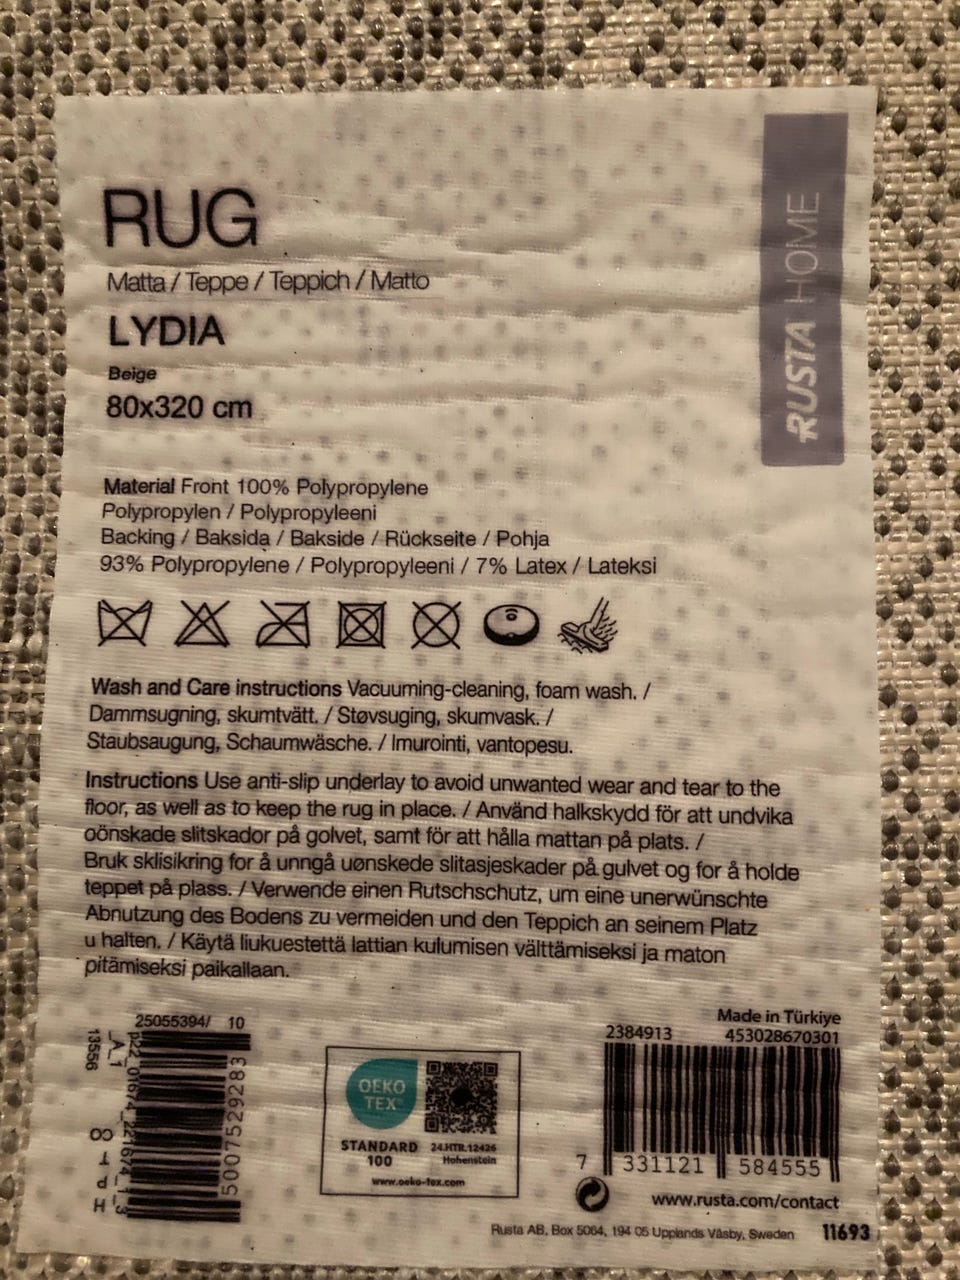 RUG
Matta / Teppe / Teppich / Matto
LYDIA
Beige
80x320 cm
RUSTA HOME
Material Front 100% Polypropylene
Polypropylen / Polypropyleeni
Backing / Baksida / Bakside / Rückseite / Pohja
93% Polypropylene / Polypropyleeni / 7% Latex / Lateksi
Wash and Care instructions Vacuuming-cleaning, foam wash. /
Dammsugning, skumtvätt. / Støvsuging, skumvask. /
Staubsaugung, Schaumwäsche. / Imurointi, vantopesu.
Instructions Use anti-slip underlay to avoid unwanted wear and tear to the
floor, as well as to keep the rug in place. / Använd halkskydd för att undvika
oönskade slitskador på golvet, samt för att hålla mattan på plats. /
Bruk sklisikring for å unngå uønskede slitasjeskader på gulvet og for å holde
teppet på plass. / Verwende einen Rutschschutz, um eine unerwünschte
Abnutzung des Bodens zu vermeiden und den Teppich an seinem Platz
u halten. / Käytä liukuestettä lattian kulumisen välttämiseksi ja maton
pitämiseksi paikallaan.
25055394/ 10
13556
_A_1
5007529283
OEKO
TEX®
STANDARD
100
24.HTR.12426
Hohenstein
www.oeko-tex.com
Made in Türkiye
2384913 453028670301
7 331121 584555
www.rusta.com/contact
Rusta AB, Box 5064, 194 05 Upplands Väsby, Sweden 11693